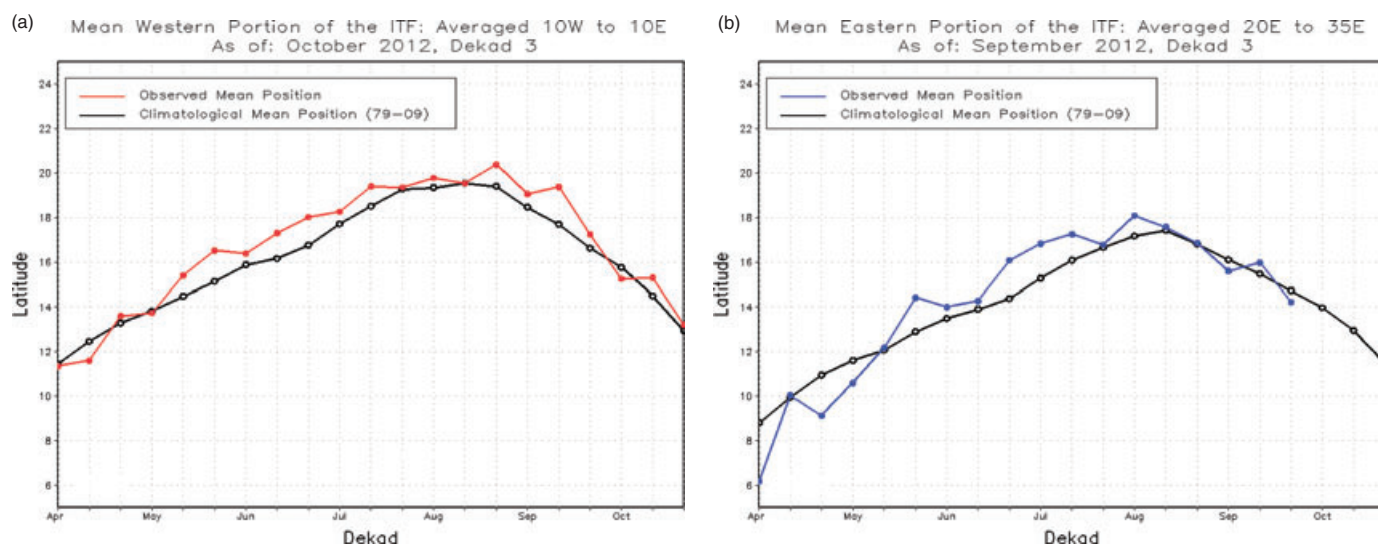 (a)
Mean Western Portion of the ITF: Averaged 10W to 10E
As of: October 2012, Dekad 3
Observed Mean Position
Climatological Mean Position (79-09)
24
22
20
18
16
14
12
10
8
6
Latitude
Apr May Jun Jul Aug Sep Oct
Dekad
(b)
Mean Eastern Portion of the ITF: Averaged 20E to 35E
As of: September 2012, Dekad 3
Observed Mean Position
Climatological Mean Position (79-09)
24
22
20
18
16
14
12
10
8
6
Latitude
Apr May Jun Jul Aug Sep Oct
Dekad